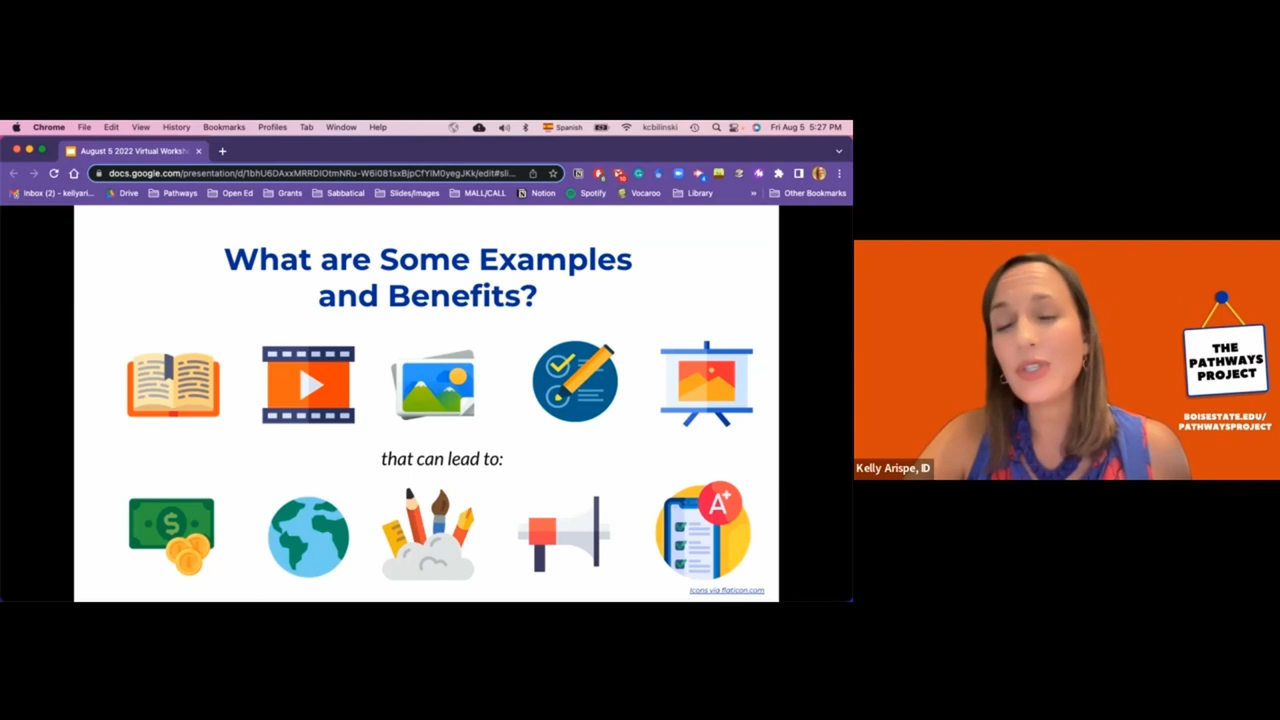 Chrome File Edit View History Bookmarks Profiles Tab Window Help Spanish kcbilinski Fri Aug 5 5:27 PM
August 5 2022 Virtual Worksh
Inbox (2) - kellyari... Drive Pathways Open Ed Grants Sabbatical Slides/Images MALL/CALL Notion Spotify Vocaroo Library » Other Bookmarks
What are Some Examples
and Benefits?
that can lead to:
$
A+
Icons via flaticon.com
THE
PATHWAYS
PROJECT
BOISESTATE.EDU/
PATHWAYSPROJECT
Kelly Arispe, ID